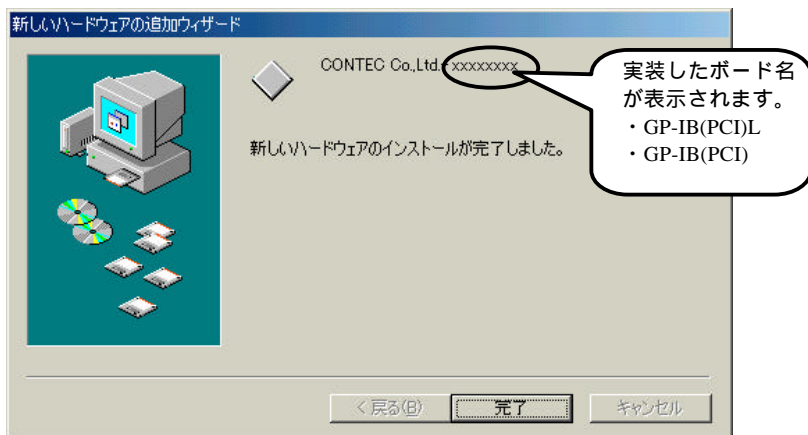 新しいハードウェアの追加ウィザード
CONTEC Co.,Ltd.- xxxxxxxx
新しいハードウェアのインストールが完了しました。
実装したボード名
が表示されます。
・GP-IB(PCI)L
・GP-IB(PCI)
< 戻る(B)
完了
キャンセル